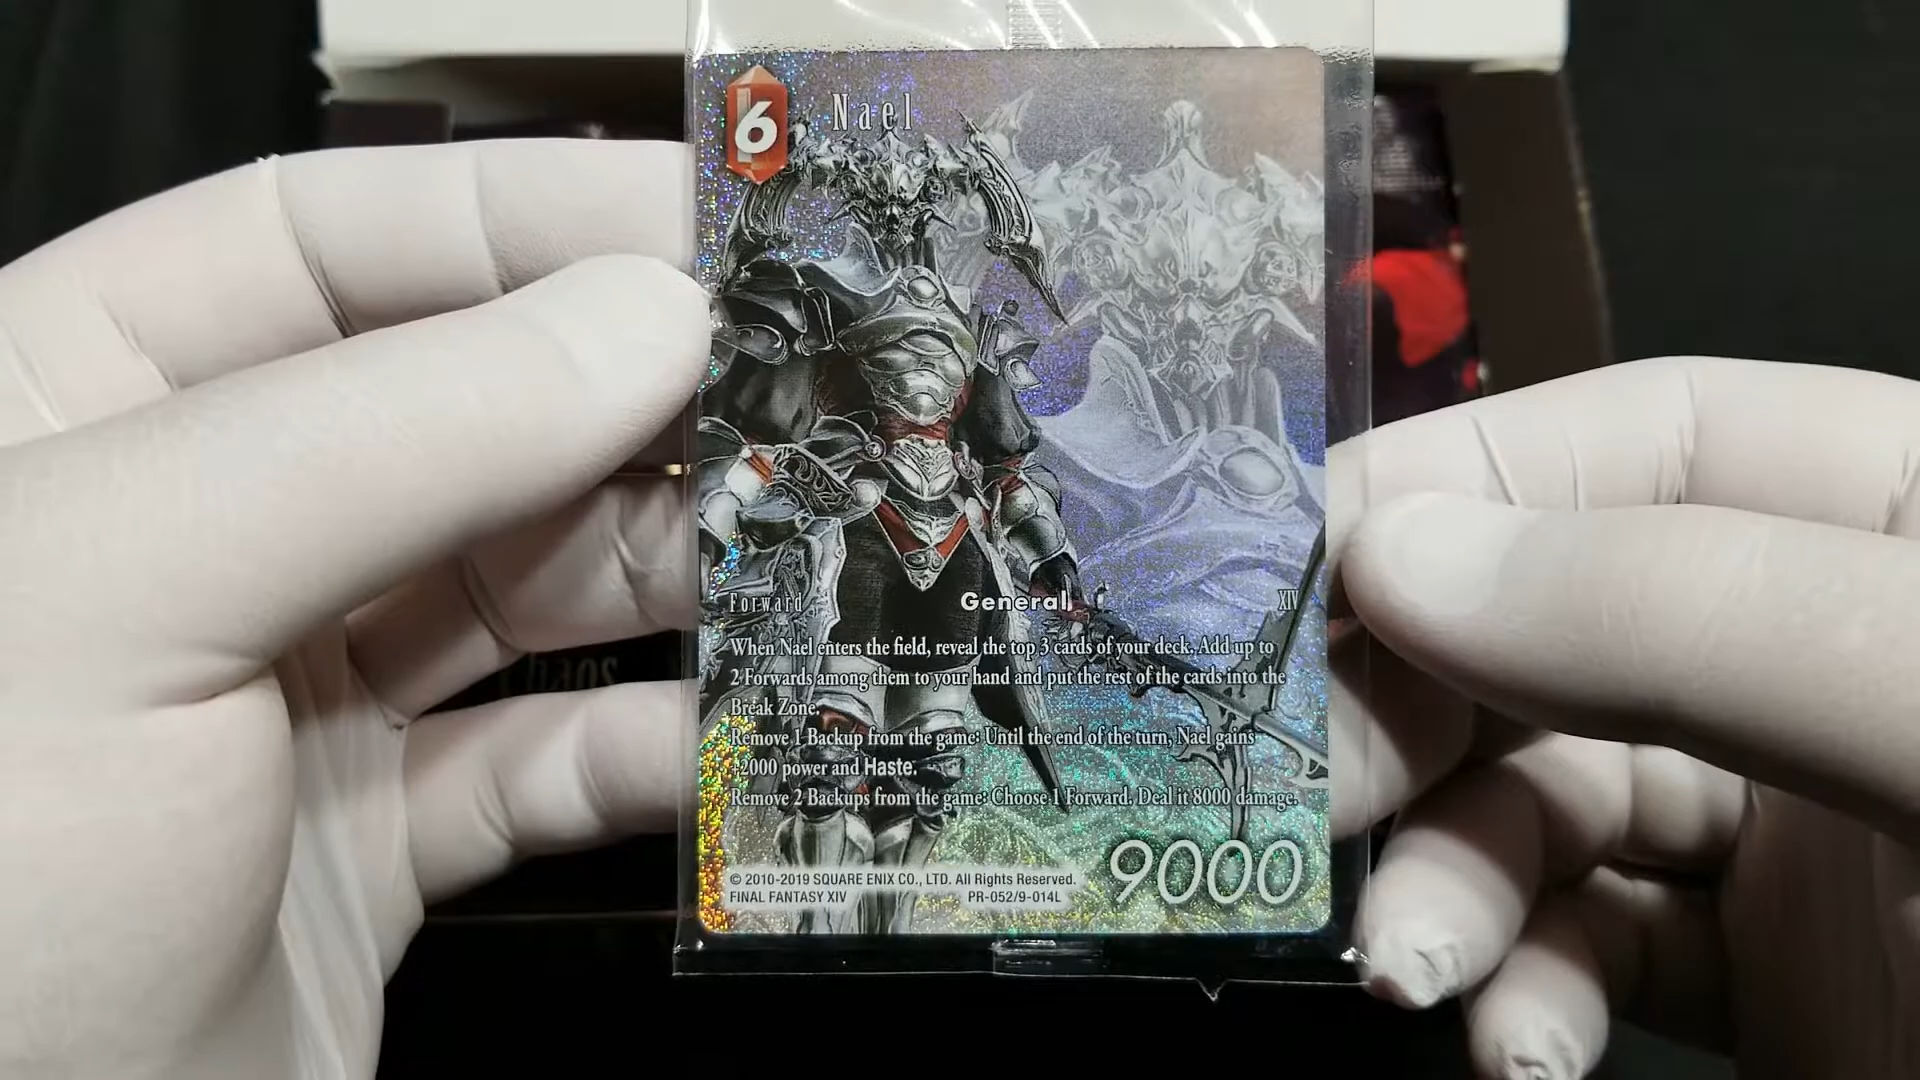 6
Nael
Forward
General
XIV
When Nael enters the field, reveal the top 3 cards of your deck. Add up to
2 Forwards among them to your hand and put the rest of the cards into the
Break Zone.
Remove 1 Backup from the game: Until the end of the turn, Nael gains
+2000 power and Haste.
Remove 2 Backups from the game: Choose 1 Forward. Deal it 8000 damage.
9000
© 2010-2019 SQUARE ENIX CO., LTD. All Rights Reserved.
FINAL FANTASY XIV
PR-052/9-014L